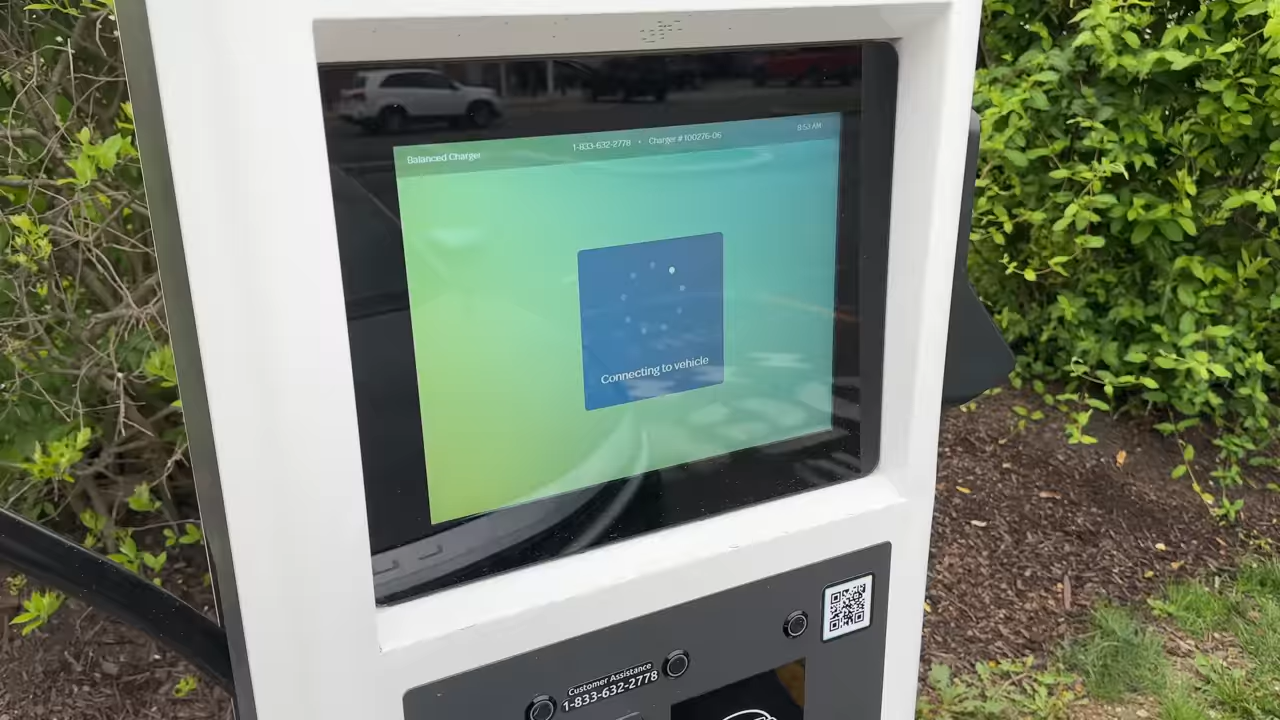 Balanced Charger
1-833-632-2778 • Charger # 100276-06
8:53 AM
Connecting to vehicle
Customer Assistance
1-833-632-2778